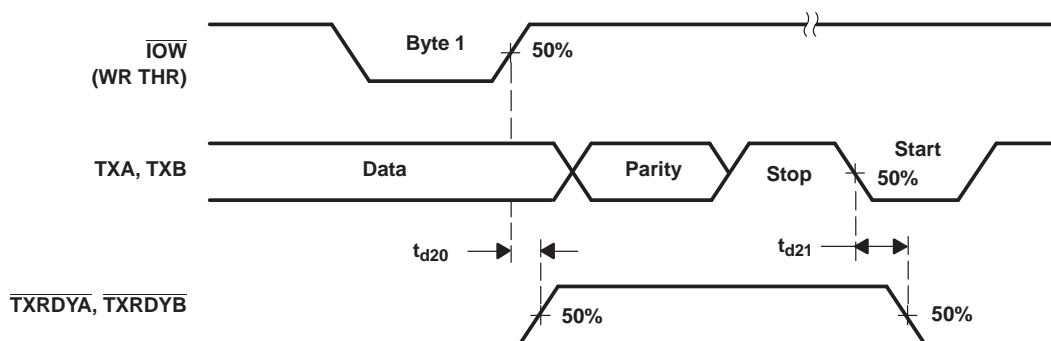 Byte 1
IOW
(WR THR)
50%
TXA, TXB
Data
Parity
Stop
Start
50%
td20
td21
TXRDYA, TXRDYB
50%
50%